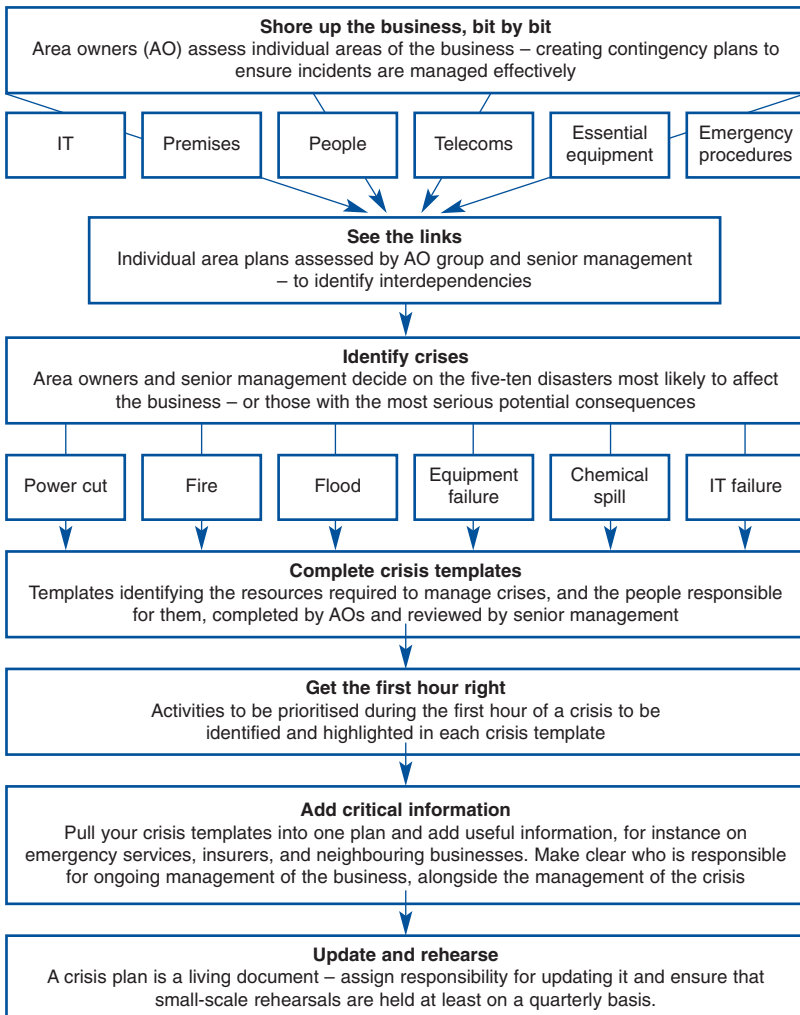 Shore up the business, bit by bit
Area owners (AO) assess individual areas of the business – creating contingency plans to
ensure incidents are managed effectively
IT
Premises
People
Telecoms
Essential
equipment
Emergency
procedures
See the links
Individual area plans assessed by AO group and senior management
– to identify interdependencies
Identify crises
Area owners and senior management decide on the five-ten disasters most likely to affect
the business – or those with the most serious potential consequences
Power cut
Fire
Flood
Equipment
failure
Chemical
spill
IT failure
Complete crisis templates
Templates identifying the resources required to manage crises, and the people responsible
for them, completed by AOs and reviewed by senior management
Get the first hour right
Activities to be prioritised during the first hour of a crisis to be
identified and highlighted in each crisis template
Add critical information
Pull your crisis templates into one plan and add useful information, for instance on
emergency services, insurers, and neighbouring businesses. Make clear who is responsible
for ongoing management of the business, alongside the management of the crisis
Update and rehearse
A crisis plan is a living document – assign responsibility for updating it and ensure that
small-scale rehearsals are held at least on a quarterly basis.